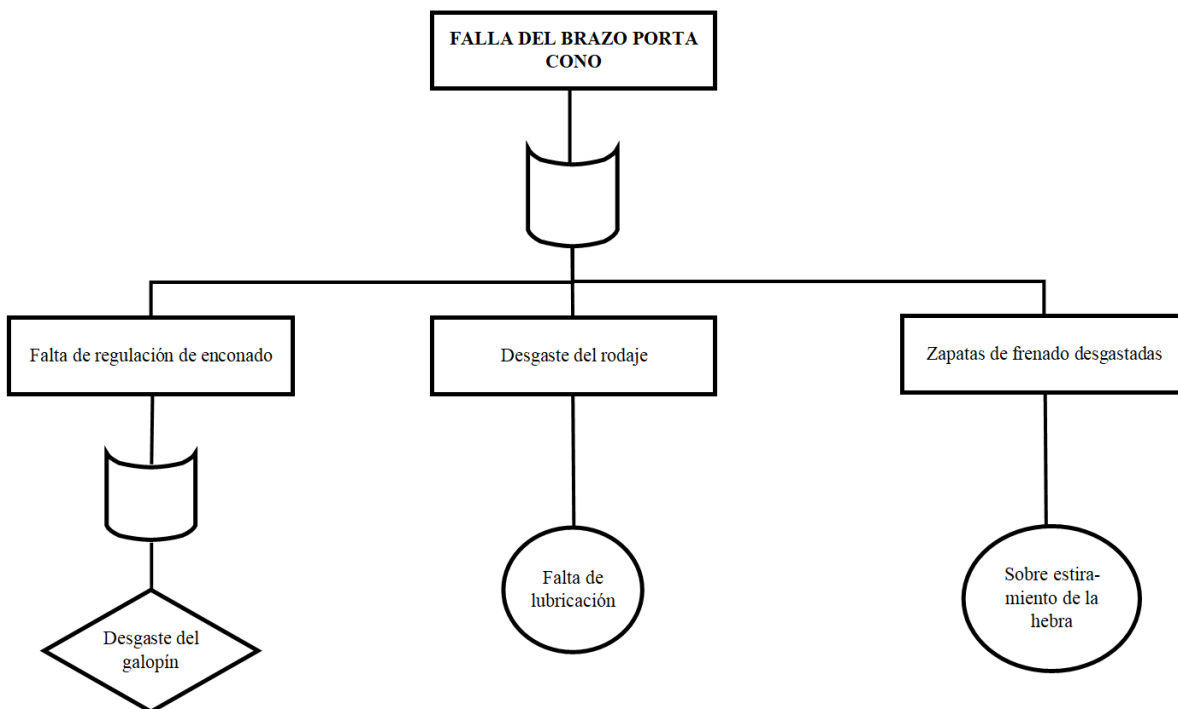 FALLA DEL BRAZO PORTA
CONO
Falta de regulación de enconado
Desgaste del rodaje
Zapatas de frenado desgastadas
Desgaste del
galopín
Falta de
lubricación
Sobre estira-
miento de la
hebra